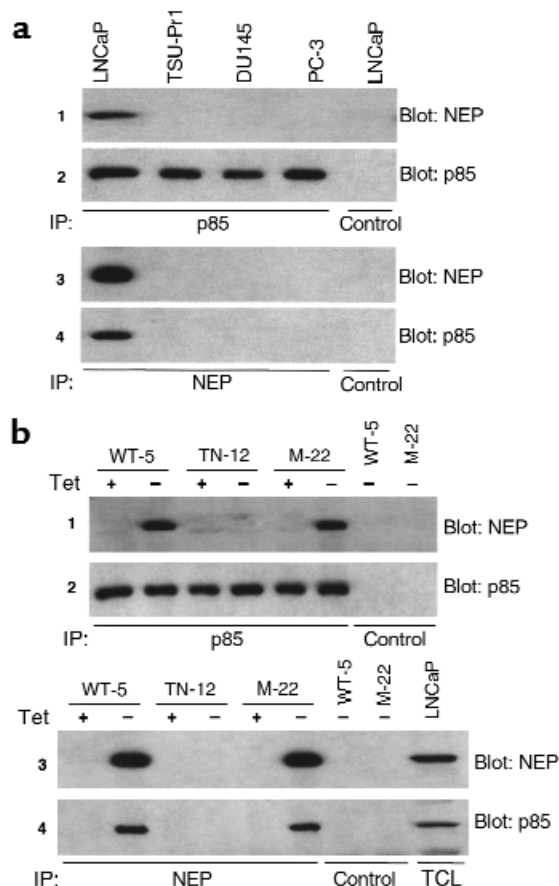 a
LNCaP TSU-Pr1 DU145 PC-3 LNCaP
1 Blot: NEP
2 Blot: p85
IP: p85 Control
3 Blot: NEP
4 Blot: p85
IP: NEP Control
b
WT-5 TN-12 M-22 WT-5 M-22
Tet + − + − + − − −
1 Blot: NEP
2 Blot: p85
IP: p85 Control
WT-5 TN-12 M-22 WT-5 M-22 LNCaP
Tet + − + − + − − −
3 Blot: NEP
4 Blot: p85
IP: NEP Control TCL